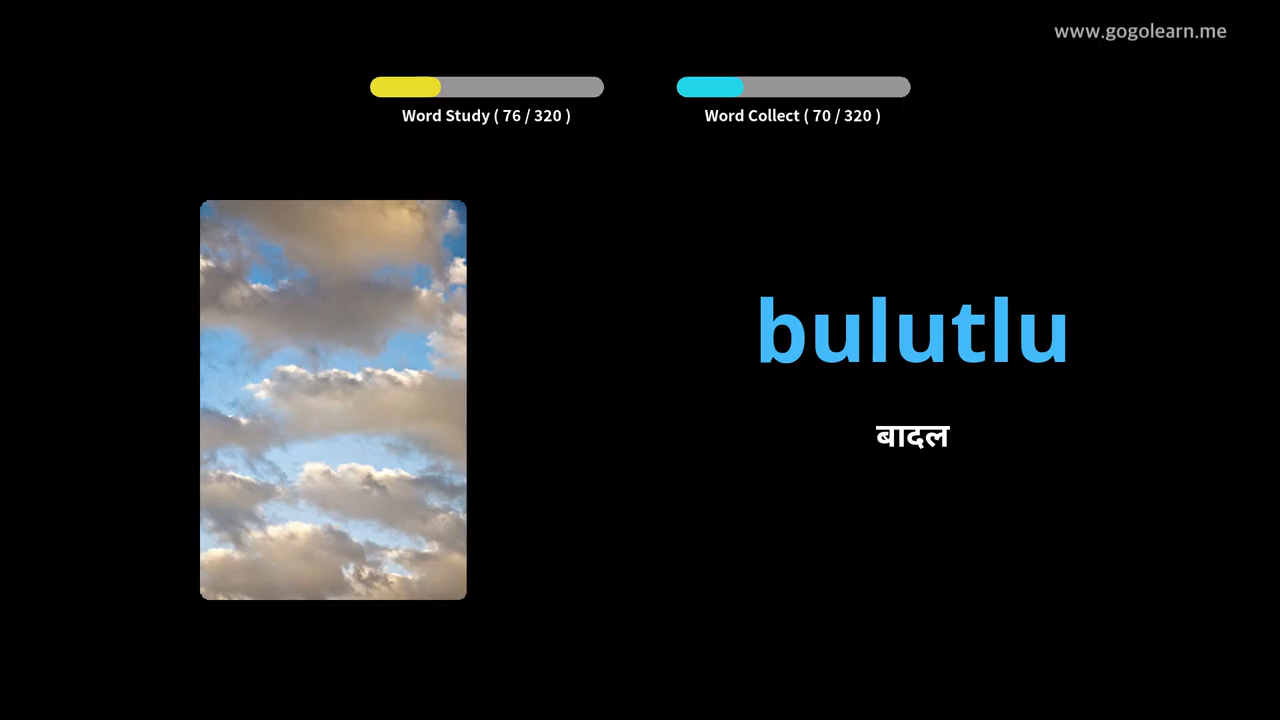 www.gogolearn.me
Word Study ( 76 / 320 )
Word Collect ( 70 / 320 )
bulutlu
बादल